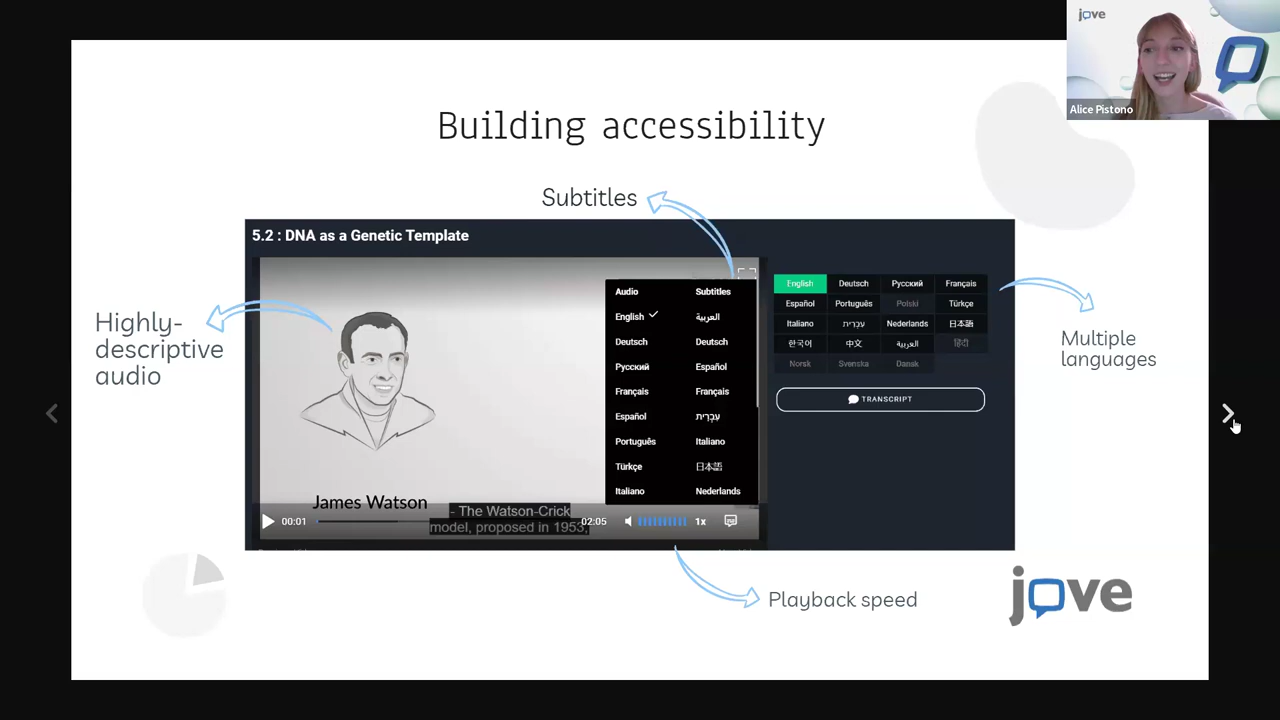 jove
Alice Pistono
Building accessibility
Subtitles
5.2 : DNA as a Genetic Template
Highly-
descriptive
audio
Audio
Subtitles
English
العربية
Deutsch
Deutsch
Русский
Español
Français
Français
Español
עִבְרִית
Português
Italiano
Türkçe
日本語
Italiano
Nederlands
English
Deutsch
Русский
Français
Español
Português
Polski
Türkçe
Italiano
עִבְרִית
Nederlands
日本語
한국어
中文
العربية
हिंदी
Norsk
Svenska
Dansk
TRANSCRIPT
Multiple
languages
James Watson
- The Watson-Crick
model, proposed in 1953,
00:01
02:05
1x
Playback speed
jove